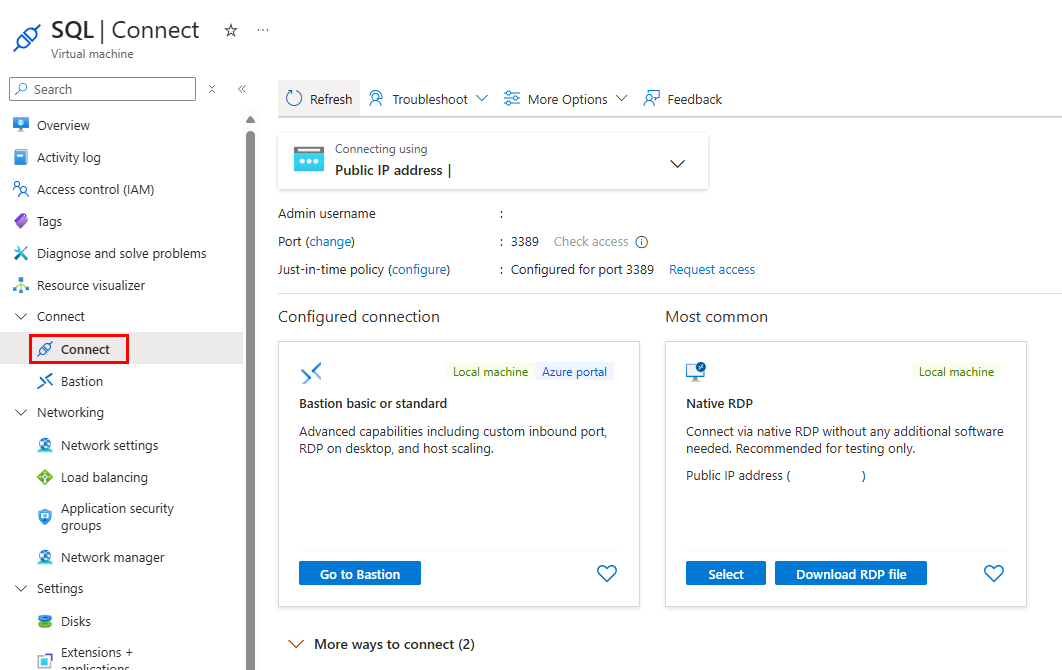 SQL | Connect
Virtual machine
Search
Overview
Activity log
Access control (IAM)
Tags
Diagnose and solve problems
Resource visualizer
Connect
Connect
Bastion
Networking
Network settings
Load balancing
Application security
groups
Network manager
Settings
Disks
Extensions +
applications
Refresh
Troubleshoot
More Options
Feedback
Connecting using
Public IP address |
Admin username :
Port (change) : 3389 Check access
Just-in-time policy (configure) : Configured for port 3389 Request access
Configured connection
Local machine Azure portal
Bastion basic or standard
Advanced capabilities including custom inbound port,
RDP on desktop, and host scaling.
Go to Bastion
Most common
Local machine
Native RDP
Connect via native RDP without any additional software
needed. Recommended for testing only.
Public IP address ( )
Select
Download RDP file
More ways to connect (2)